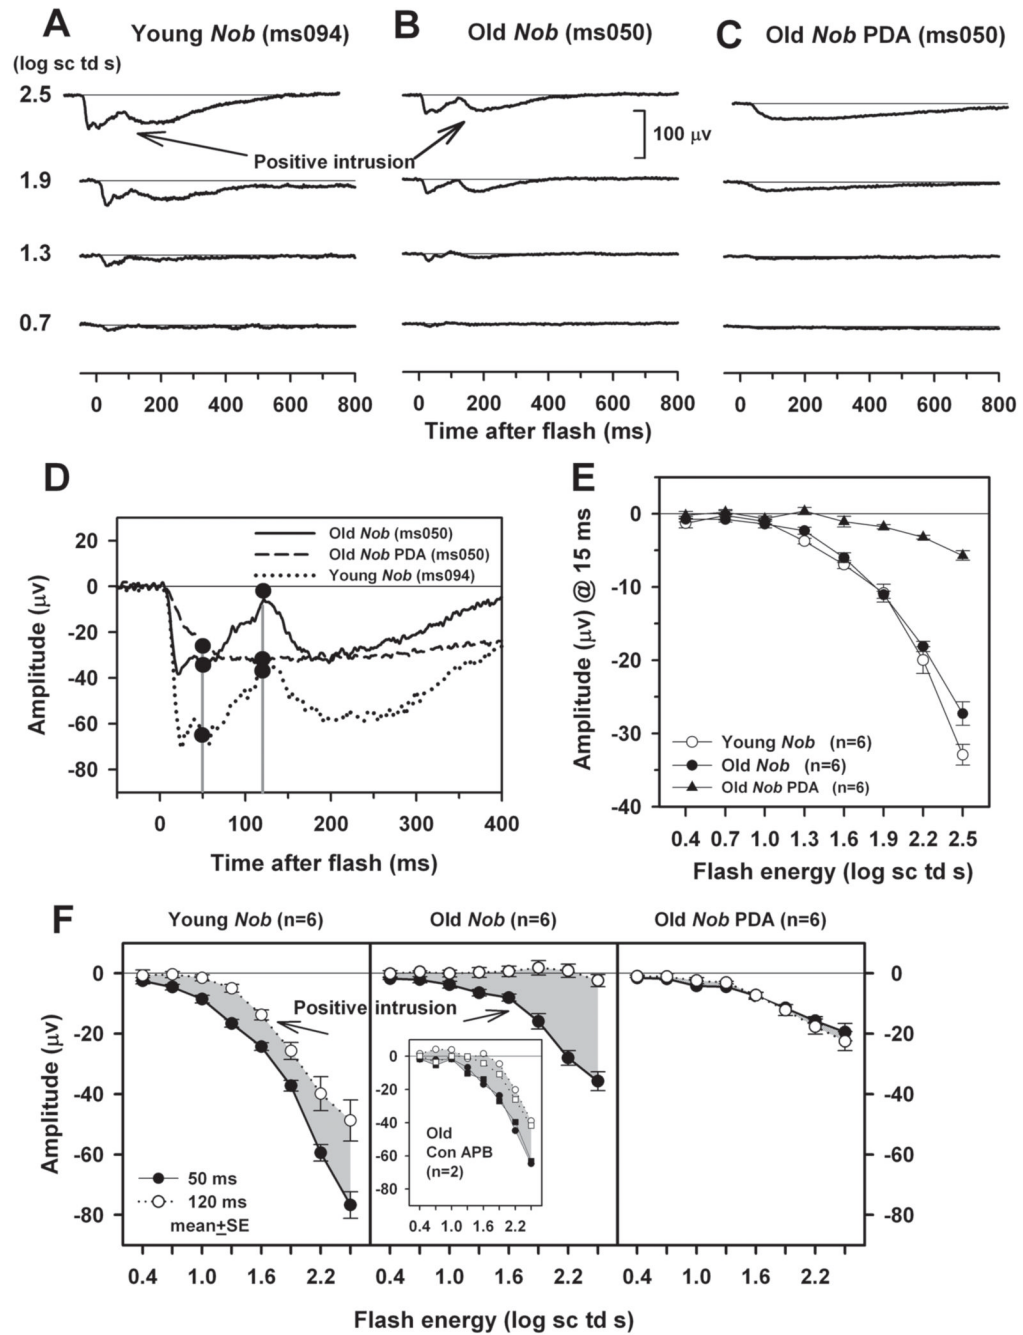 A
Young Nob (ms094)
B
Old Nob (ms050)
C
Old Nob PDA (ms050)
(log sc td s)
2.5
100 μv
Positive intrusion
1.9
1.3
0.7
0 200 400 600 800
0 200 400 600 800
0 200 400 600 800
Time after flash (ms)
D
20
0
-20
-40
-60
-80
Amplitude (μv)
Old Nob (ms050)
Old Nob PDA (ms050)
Young Nob (ms094)
0 100 200 300 400
Time after flash (ms)
E
Amplitude (μv) @ 15 ms
0
-10
-20
-30
-40
Young Nob (n=6)
Old Nob (n=6)
Old Nob PDA (n=6)
0.4 0.7 1.0 1.3 1.6 1.9 2.2 2.5
Flash energy (log sc td s)
F
Young Nob (n=6)
Old Nob (n=6)
Old Nob PDA (n=6)
Amplitude (μv)
0
-20
-40
-60
-80
Positive intrusion
50 ms
120 ms
mean+SE
0
-20
-40
-60
-80
Old
Con APB
(n=2)
0.4 1.0 1.6 2.2
0
-20
-40
-60
-80
0.4 1.0 1.6 2.2
0.4 1.0 1.6 2.2
0.4 1.0 1.6 2.2
Flash energy (log sc td s)